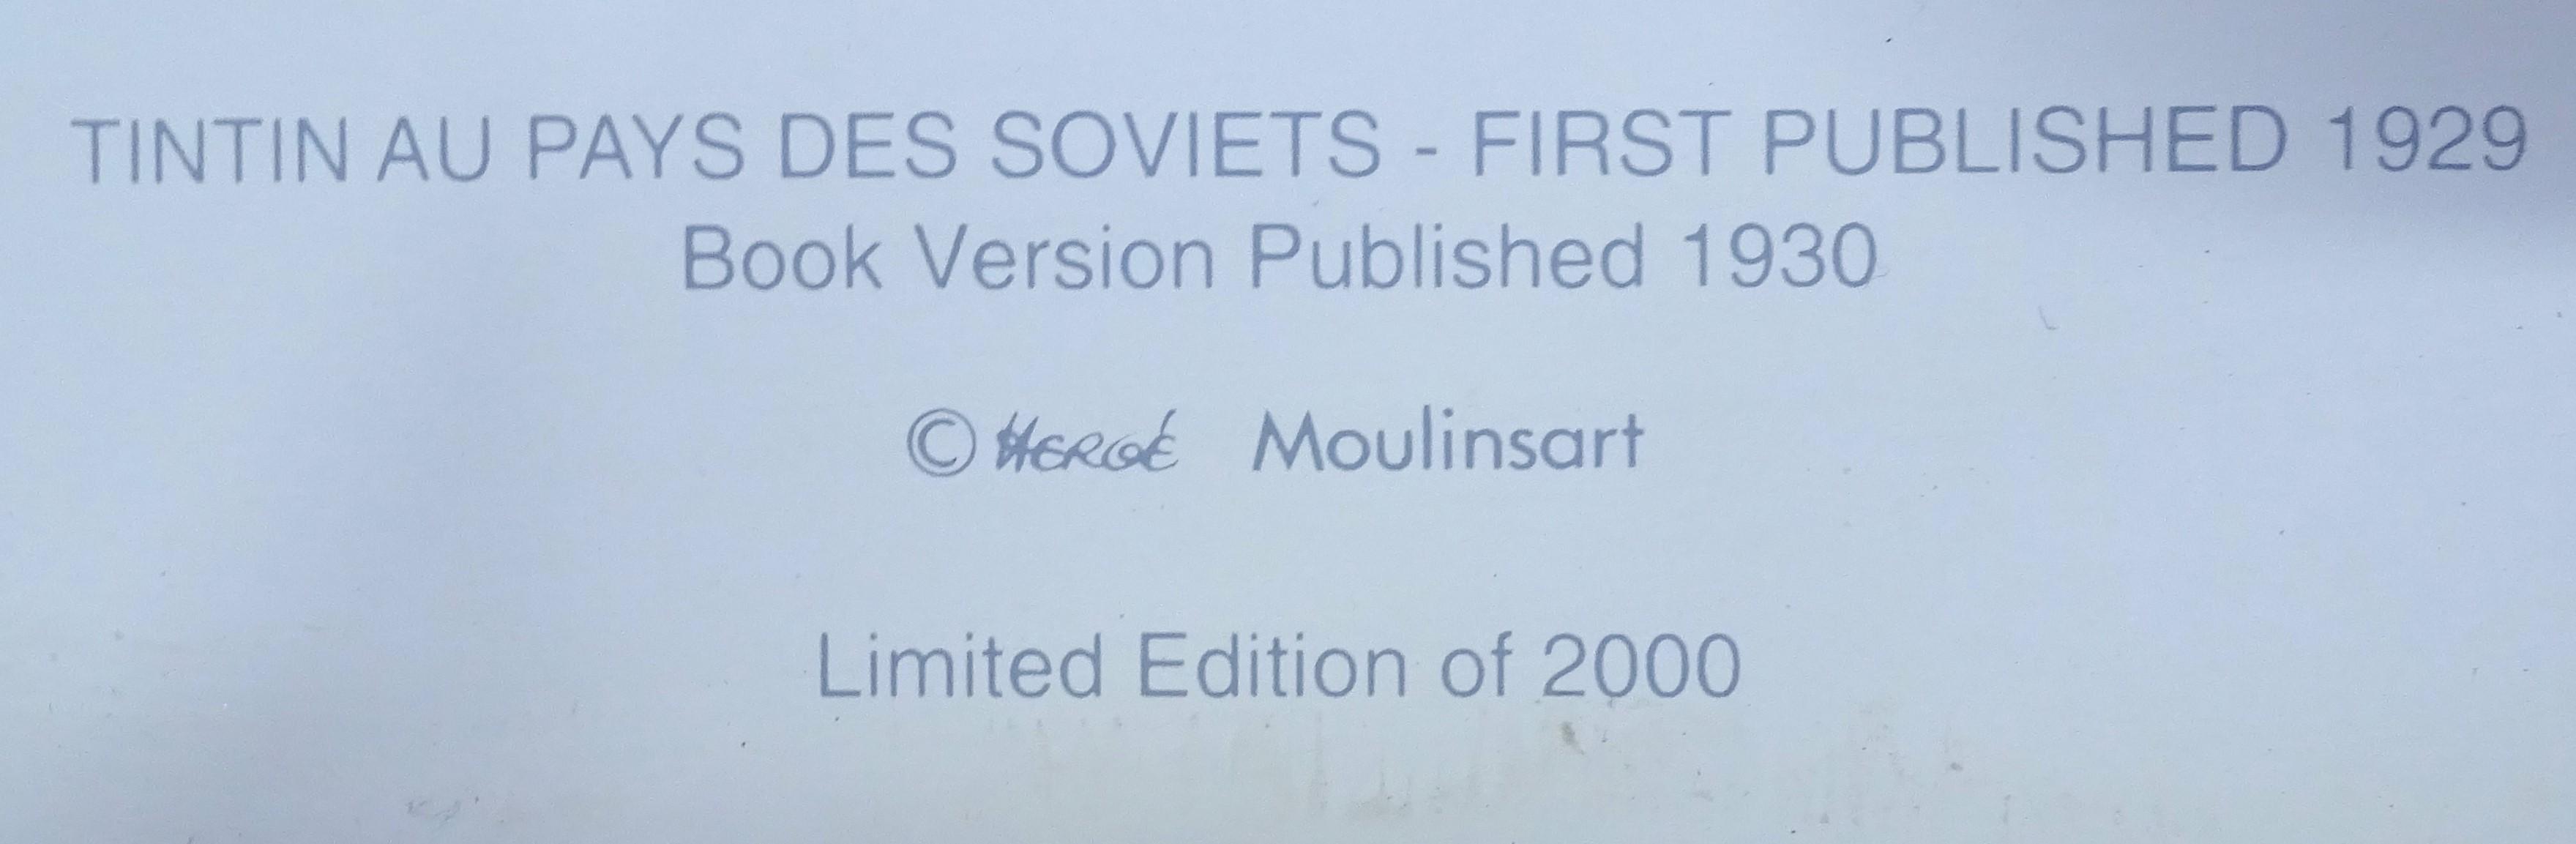 TINTIN AU PAYS DES SOVIETS - FIRST PUBLISHED 1929
Book Version Published 1930
© HERGÉ Moulinsart
Limited Edition of 2000